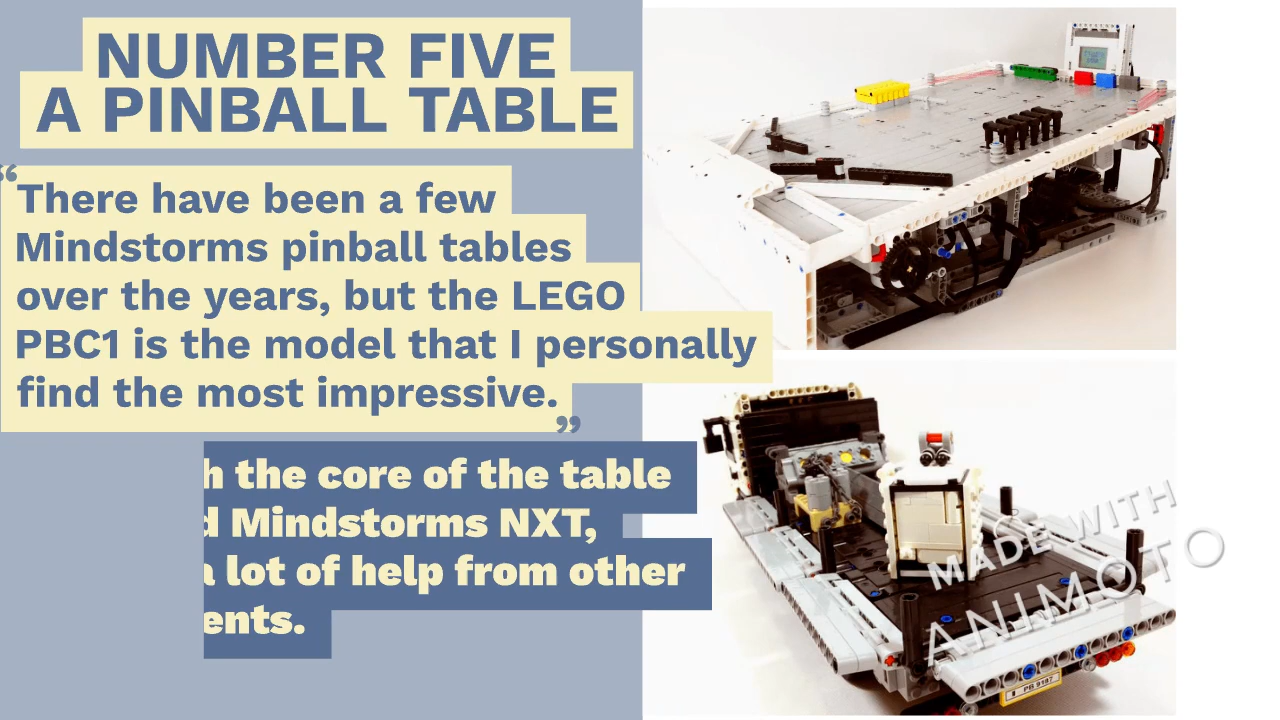 NUMBER FIVE
A PINBALL TABLE
“There have been a few
Mindstorms pinball tables
over the years, but the LEGO
PBC1 is the model that I personally
find the most impressive.”
h the core of the table
d Mindstorms NXT,
a lot of help from other
ents.
MADE WITH
ANIMOTO
PB 9187